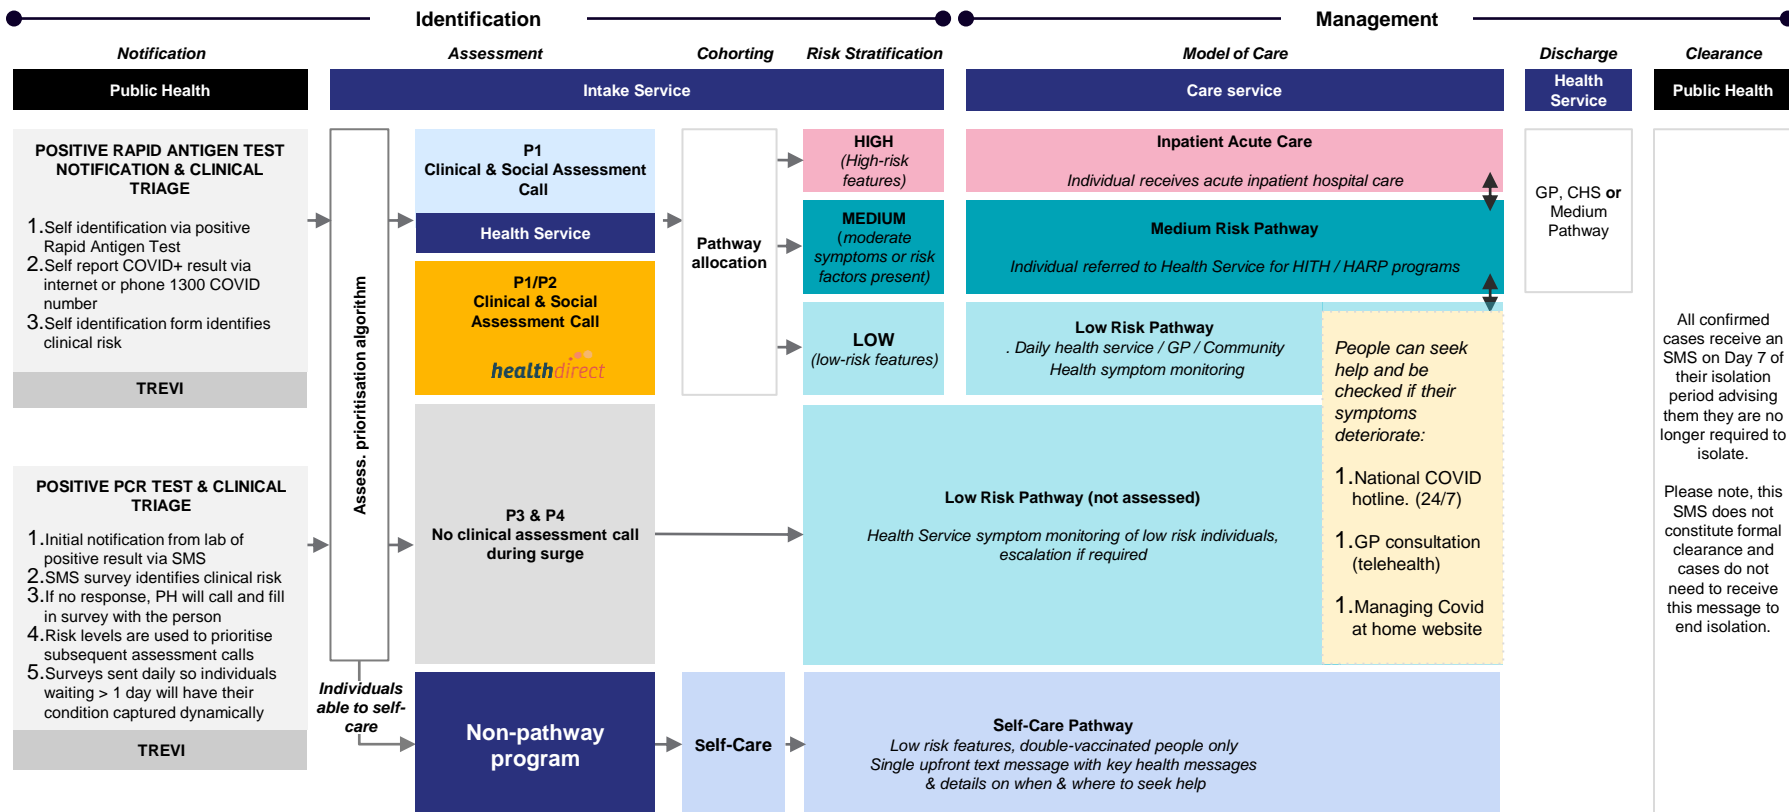 Identification
Management
Notification
Assessment
Cohorting
Risk Stratification
Model of Care
Discharge
Clearance
Public Health
Intake Service
Care service
Health
Service
Public Health
POSITIVE RAPID ANTIGEN TEST
NOTIFICATION & CLINICAL
TRIAGE
1.Self identification via positive
Rapid Antigen Test
2.Self report COVID+ result via
internet or phone 1300 COVID
number
3.Self identification form identifies
clinical risk
TREVI
POSITIVE PCR TEST & CLINICAL
TRIAGE
1.Initial notification from lab of
positive result via SMS
2.SMS survey identifies clinical risk
3.If no response, PH will call and fill
in survey with the person
4.Risk levels are used to prioritise
subsequent assessment calls
5.Surveys sent daily so individuals
waiting > 1 day will have their
condition captured dynamically
TREVI
Assess. prioritisation algorithm
Individuals
able to self-
care
P1
Clinical & Social Assessment
Call
Health Service
P1/P2
Clinical & Social
Assessment Call
healthdirect
P3 & P4
No clinical assessment call
during surge
Non-pathway
program
Pathway
allocation
Self-Care
HIGH
(High-risk
features)
MEDIUM
(moderate
symptoms or risk
factors present)
LOW
(low-risk features)
Inpatient Acute Care
Individual receives acute inpatient hospital care
Medium Risk Pathway
Individual referred to Health Service for HITH / HARP programs
Low Risk Pathway
. Daily health service / GP / Community
Health symptom monitoring
Low Risk Pathway (not assessed)
Health Service symptom monitoring of low risk individuals,
escalation if required
People can seek
help and be
checked if their
symptoms
deteriorate:
1.National COVID
hotline. (24/7)
1.GP consultation
(telehealth)
1.Managing Covid
at home website
Self-Care Pathway
Low risk features, double-vaccinated people only
Single upfront text message with key health messages
& details on when & where to seek help
GP, CHS or
Medium
Pathway
All confirmed
cases receive an
SMS on Day 7 of
their isolation
period advising
them they are no
longer required to
isolate.
Please note, this
SMS does not
constitute formal
clearance and
cases do not
need to receive
this message to
end isolation.